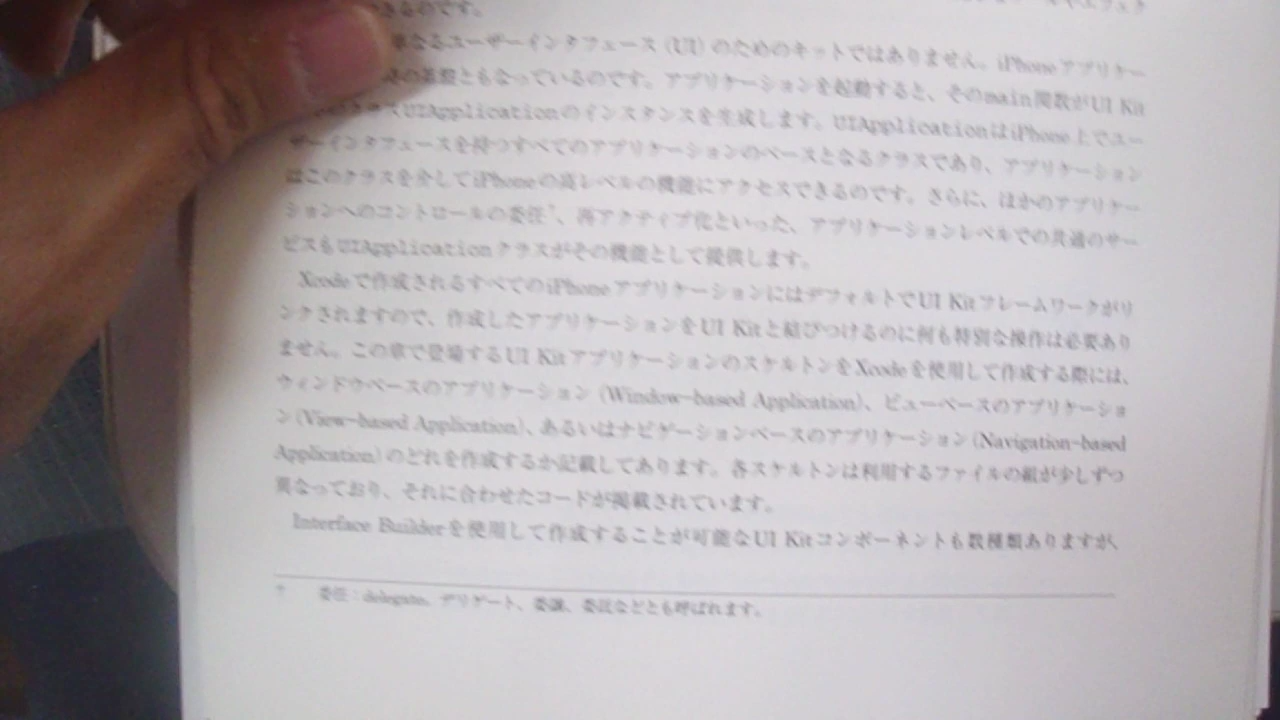 きるのです。
単なるユーザーインタフェース (UI) のためのキットではありません。iPhoneアプリケー
の基盤ともなっているのです。アプリケーションを起動すると、そのmain関数がUI Kit
UIApplicationのインスタンスを生成します。UIApplicationはiPhone上でユー
ザーインタフェースを持つすべてのアプリケーションのベースとなるクラスであり、アプリケーション
はこのクラスを介してiPhoneの高レベルの機能にアクセスできるのです。さらに、ほかのアプリケー
ションへのコントロールの委任†、再アクティブ化といった、アプリケーションレベルでの共通のサー
ビスもUIApplicationクラスがその機能として提供します。
Xcodeで作成されるすべてのiPhoneアプリケーションにはデフォルトでUI Kitフレームワークがリ
ンクされますので、作成したアプリケーションをUI Kitと結びつけるのに何も特別な操作は必要あり
ません。この章で登場するUI KitアプリケーションのスケルトンをXcodeを使用して作成する際には、
ウィンドウベースのアプリケーション (Window-based Application)、ビューベースのアプリケーショ
ン (View-based Application)、あるいはナビゲーションベースのアプリケーション (Navigation-based
Application) のどれを作成するか記載してあります。各スケルトンは利用するファイルの組が少しずつ
異なっており、それに合わせたコードが掲載されています。
Interface Builderを使用して作成することが可能なUI Kitコンポーネントも数種類ありますが、
† 委任：delegate。デリゲート、委譲、委託などとも呼ばれます。